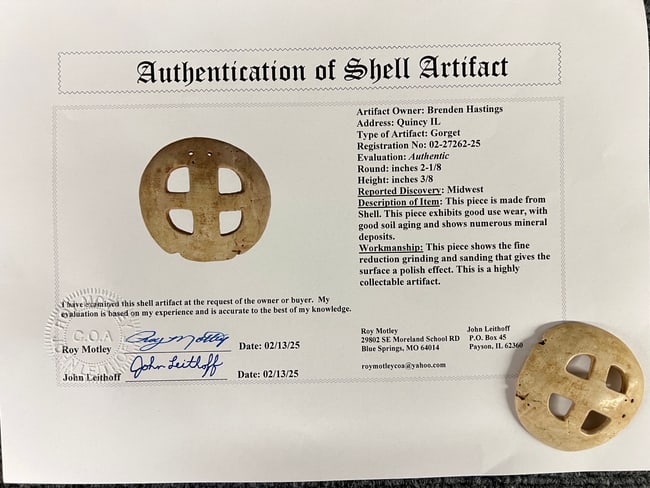 Authentication of Shell Artifact
Artifact Owner: Brenden Hastings
Address: Quincy IL
Type of Artifact: Gorget
Registration No: 02-27262-25
Evaluation: Authentic
Round: inches 2-1/8
Height: inches 3/8
Reported Discovery: Midwest
Description of Item: This piece is made from
Shell. This piece exhibits good use wear, with
good soil aging and shows numerous mineral
deposits.
Workmanship: This piece shows the fine
reduction grinding and sanding that gives the
surface a polish effect. This is a highly
collectable artifact.
I have examined this shell artifact at the request of the owner or buyer. My
evaluation is based on my experience and is accurate to the best of my knowledge.
C.O.A
Roy Motley Roy Motley Date: 02/13/25
John Leithoff John Leithoff Date: 02/13/25
Roy Motley
29802 SE Moreland School RD
Blue Springs, MO 64014
roymotleycoa@yahoo.com
John Leithoff
P.O. Box 45
Payson, IL 62360